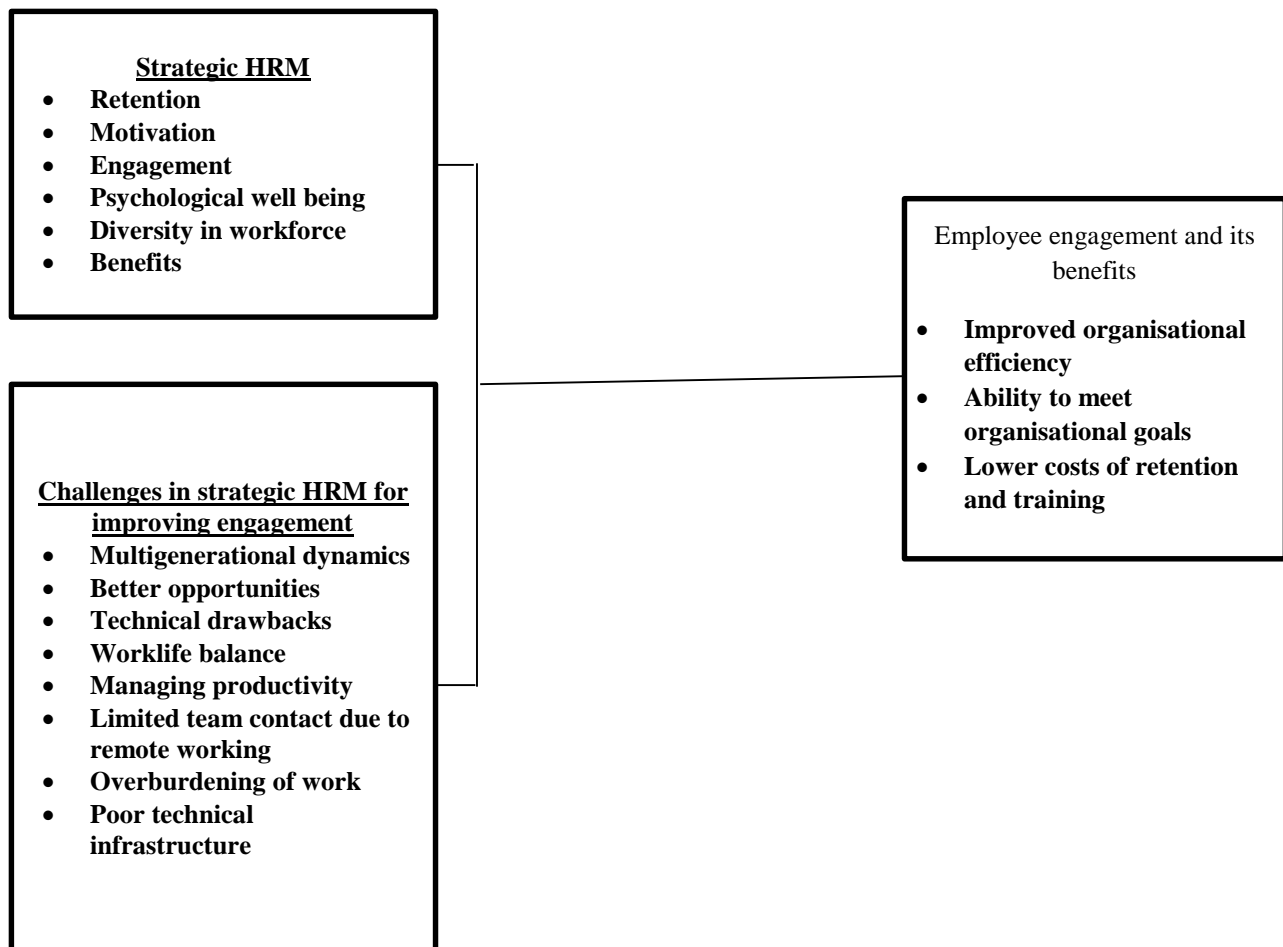 Strategic HRM
• Retention
• Motivation
• Engagement
• Psychological well being
• Diversity in workforce
• Benefits
Challenges in strategic HRM for
improving engagement
• Multigenerational dynamics
• Better opportunities
• Technical drawbacks
• Worklife balance
• Managing productivity
• Limited team contact due to
remote working
• Overburdening of work
• Poor technical
infrastructure
Employee engagement and its
benefits
• Improved organisational
efficiency
• Ability to meet
organisational goals
• Lower costs of retention
and training